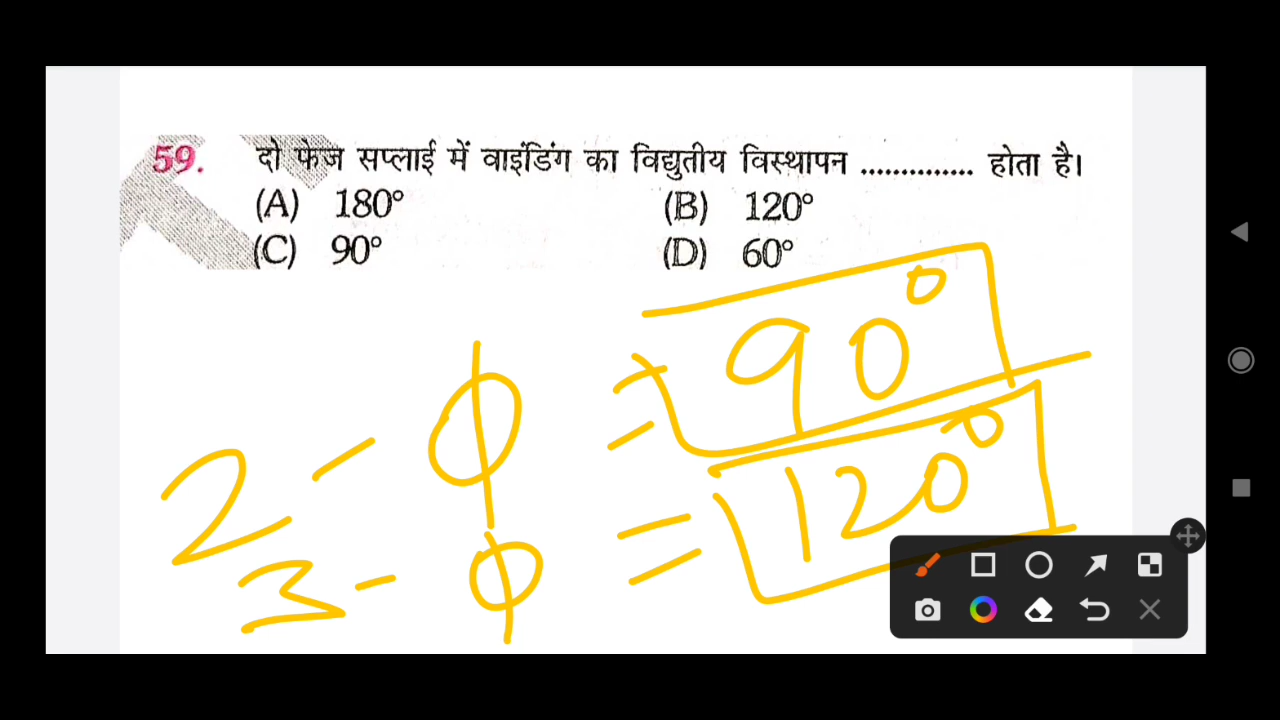 59. दो फेज सप्लाई में वाइंडिंग का विद्युतीय विस्थापन .............. होता है।
(A) 180° (B) 120°
(C) 90° (D) 60°
2 - ϕ = 90°
3 - ϕ = 120°